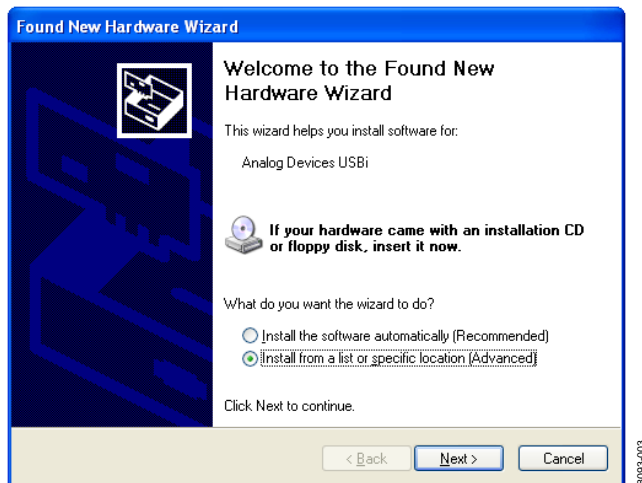 Found New Hardware Wizard
Welcome to the Found New
Hardware Wizard
This wizard helps you install software for:
Analog Devices USBi
If your hardware came with an installation CD
or floppy disk, insert it now.
What do you want the wizard to do?
Install the software automatically (Recommended)
Install from a list or specific location (Advanced)
Click Next to continue.
< Back
Next >
Cancel